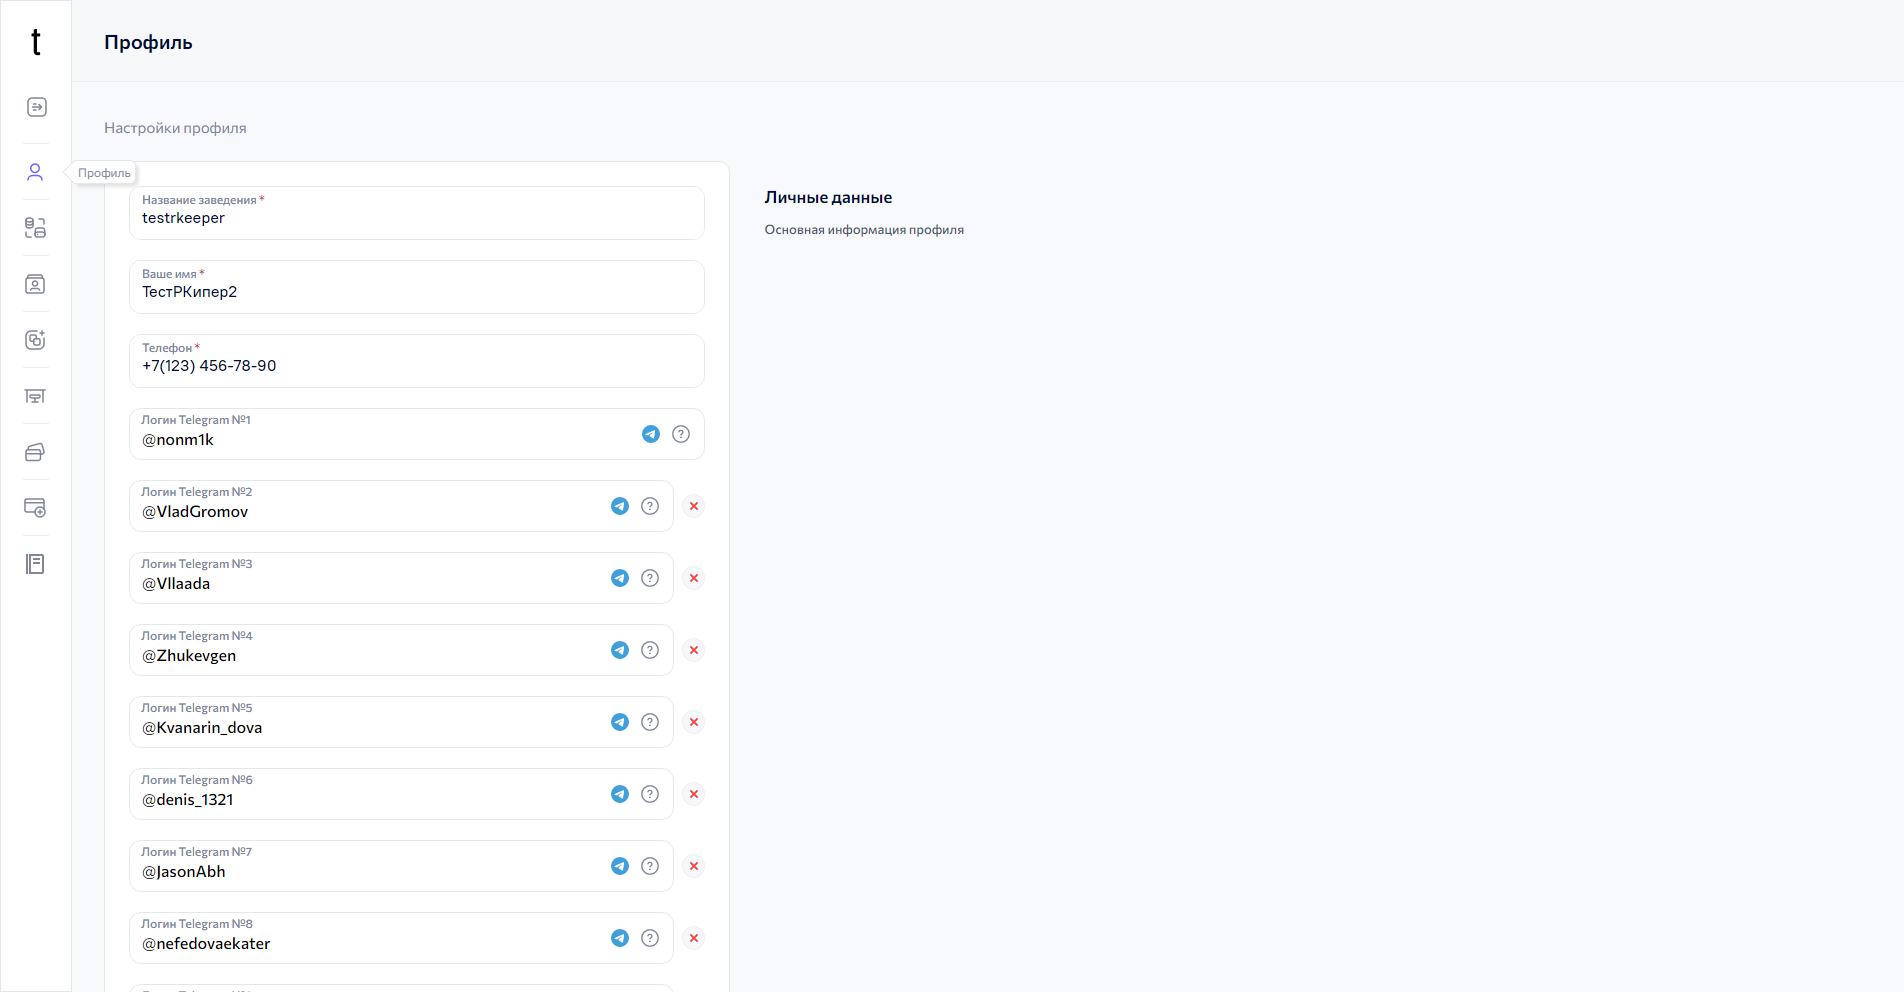 t
Профиль
Настройки профиля
Профиль
Название заведения *
testrkeeper
Ваше имя *
ТестРКипер2
Телефон *
+7(123) 456-78-90
Логин Telegram №1
@nonm1k
Логин Telegram №2
@VladGromov
Логин Telegram №3
@Vllaada
Логин Telegram №4
@Zhukevgen
Логин Telegram №5
@Kvanarin_dova
Логин Telegram №6
@denis_1321
Логин Telegram №7
@JasonAbh
Логин Telegram №8
@nefedovaekater
Личные данные
Основная информация профиля